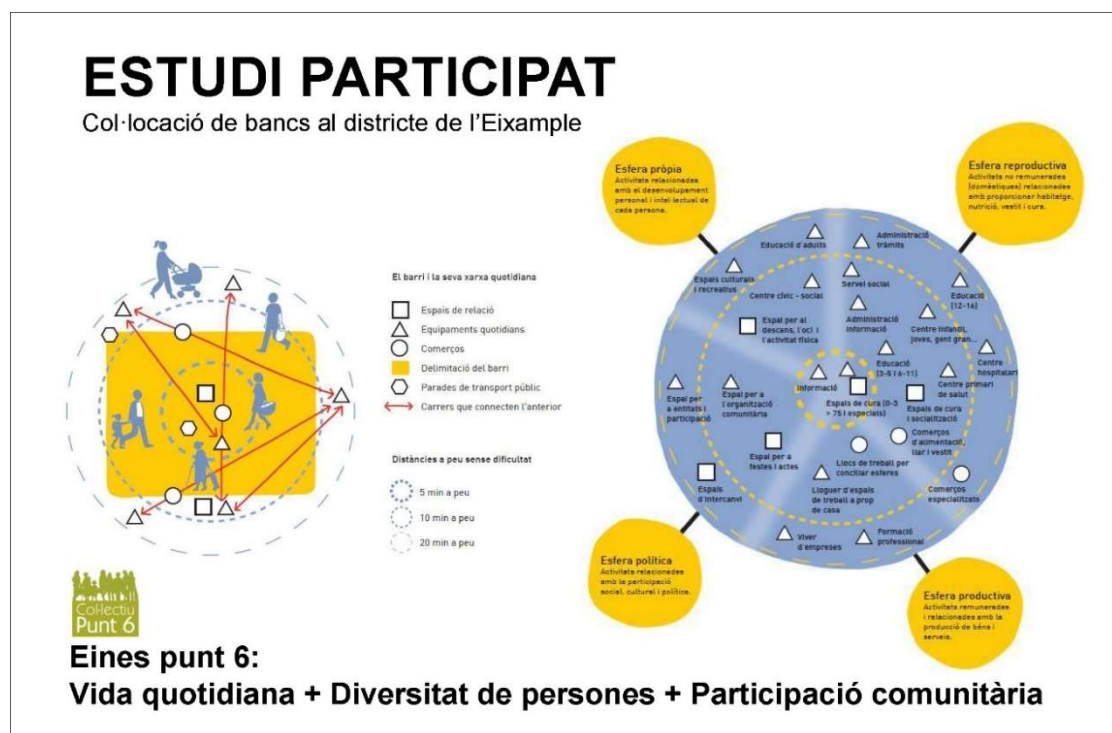 ESTUDI PARTICIPAT
Col·locació de bancs al districte de l'Eixample
El barri i la seva xarxa quotidiana
Espais de relació
Equipaments quotidians
Comerços
Delimitació del barri
Parades de transport públic
Carrers que connecten l'anterior
Distàncies a peu sense dificultat
5 min a peu
10 min a peu
20 min a peu
Esfera pròpia
Activitats relacionades
amb el desenvolupament
personal i intel·lectual de
cada persona.
Esfera reproductiva
Activitats no remunerades
(domèstiques) relacionades
amb proporcionar habitatge,
nutrició, vestit i cura.
Educació d'adults
Administració
tràmits
Espais culturals
i recreatius
Centre cívic - social
Servei social
Educació
(12-16)
Espai per al
descans, l'oci i
l'activitat física
Administració
informació
Centre infantil,
joves, gent gran...
Educació
(3-5 i 6-11)
Centre
hospitalari
Informació
Centre primari
de salut
Espai per
a entitats i
participació
Espai per a
l'organització
comunitària
Espais de cura (0-3
> 75 i especials)
Espais de cura
i socialització
Comerços
d'alimentació,
llar i vestit
Espai per a
festes i actes
Llocs de treball per
conciliar esferes
Espais
d'intercanvi
Lloguer d'espais
de treball a prop
de casa
Comerços
especialitzats
Viver
d'empreses
Formació
professional
Esfera política
Activitats relacionades
amb la participació
social, cultural i política.
Esfera productiva
Activitats remunerades
i relacionades amb la
producció de béns i
serveis.
Col·lectiu
Punt 6
Eines punt 6:
Vida quotidiana + Diversitat de persones + Participació comunitària